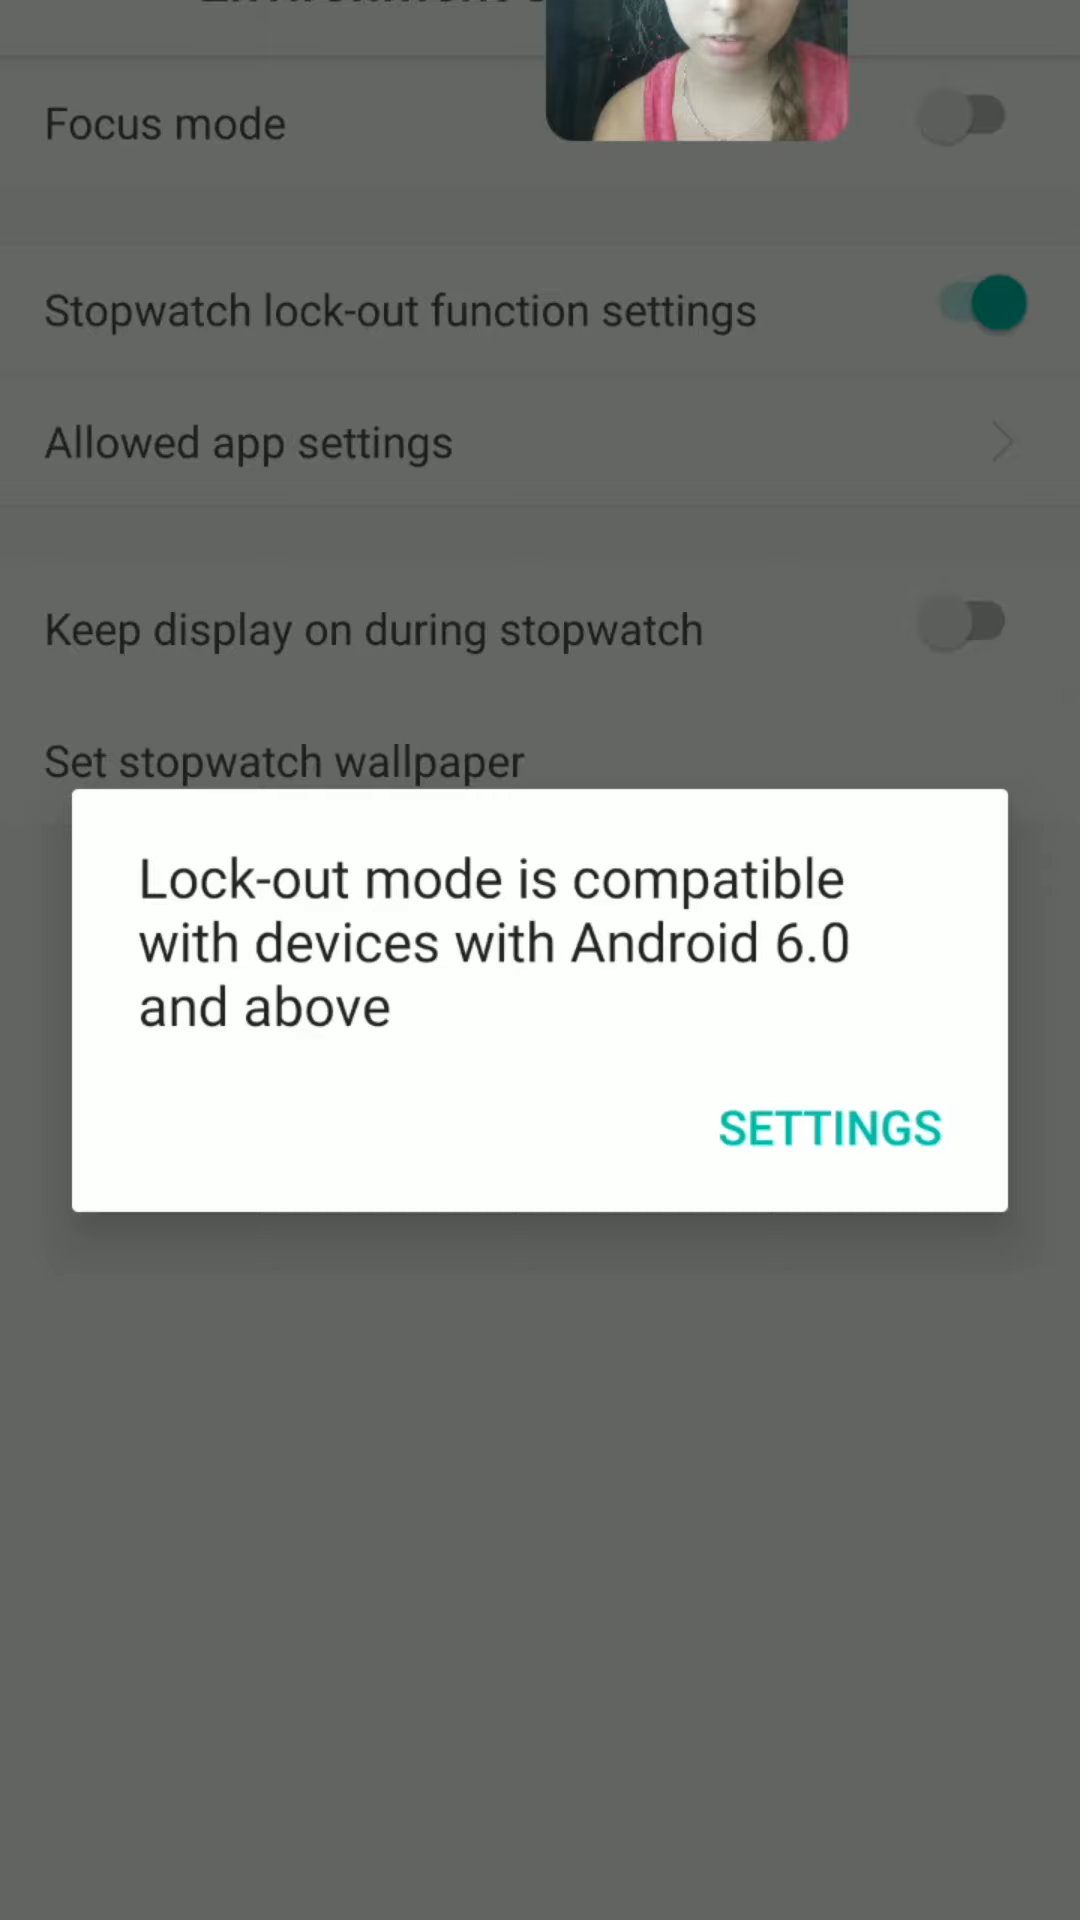 Focus mode
Stopwatch lock-out function settings
Allowed app settings
Keep display on during stopwatch
Set stopwatch wallpaper
Lock-out mode is compatible
with devices with Android 6.0
and above
SETTINGS